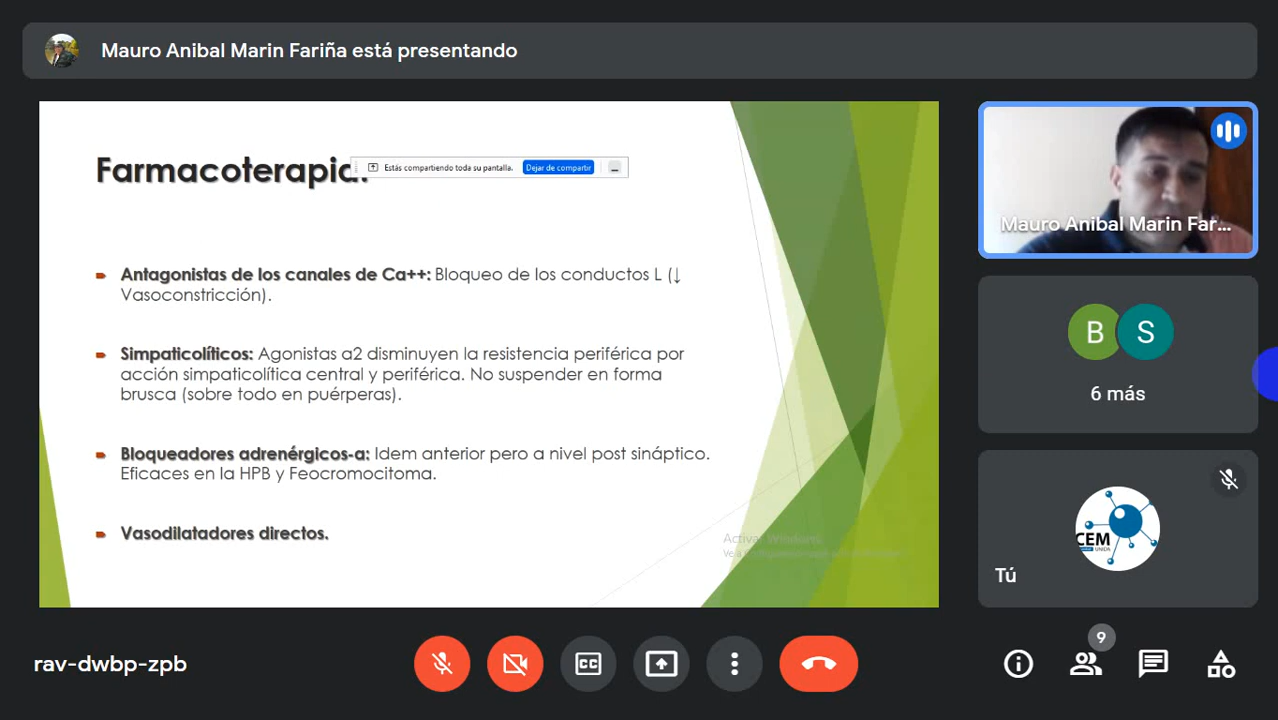 Mauro Anibal Marin Fariña está presentando
Farmacoterapia.
Estás compartiendo toda su pantalla.
Dejar de compartir
Antagonistas de los canales de Ca++: Bloqueo de los conductos L (↓
Vasoconstricción).
Simpaticolíticos: Agonistas a2 disminuyen la resistencia periférica por
acción simpaticolítica central y periférica. No suspender en forma
brusca (sobre todo en puérperas).
Bloqueadores adrenérgicos-a: Idem anterior pero a nivel post sináptico.
Eficaces en la HPB y Feocromocitoma.
Vasodilatadores directos.
Activar Windows
Mauro Anibal Marin Far...
B
S
6 más
CEM
UNION
Tú
rav-dwbp-zpb
CC
9